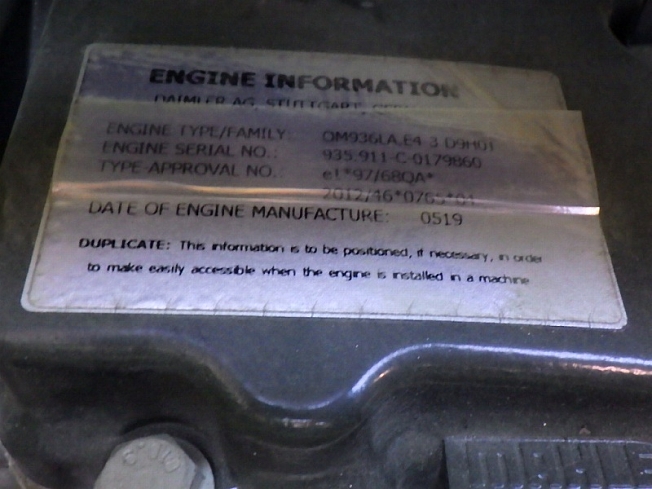 ENGINE INFORMATION
DAIMLER AG, STUTTGART,
ENGINE TYPE/FAMILY: OM936LA.E4-3 D9H01
ENGINE SERIAL NO.: 935.911-C-0179860
TYPE-APPROVAL NO.: e1*97/68QA*
2012/46*0765*01
DATE OF ENGINE MANUFACTURE: 0519
DUPLICATE: This information is to be positioned, if necessary, in order
to make easily accessible when the engine is installed in a machine